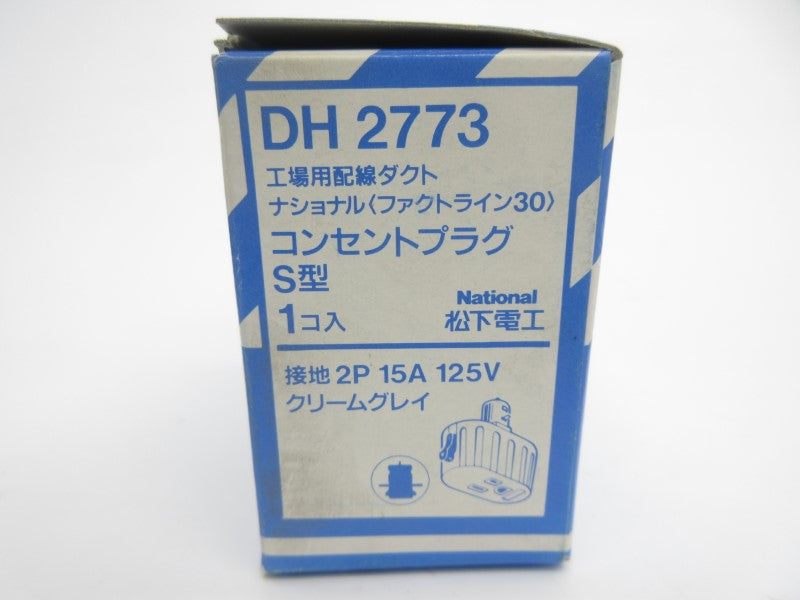 DH 2773
工場用配線ダクト
ナショナル〈ファクトライン30〉
コンセントプラグ
S型
1コ入
National
松下電工
接地 2P 15A 125V
クリームグレイ